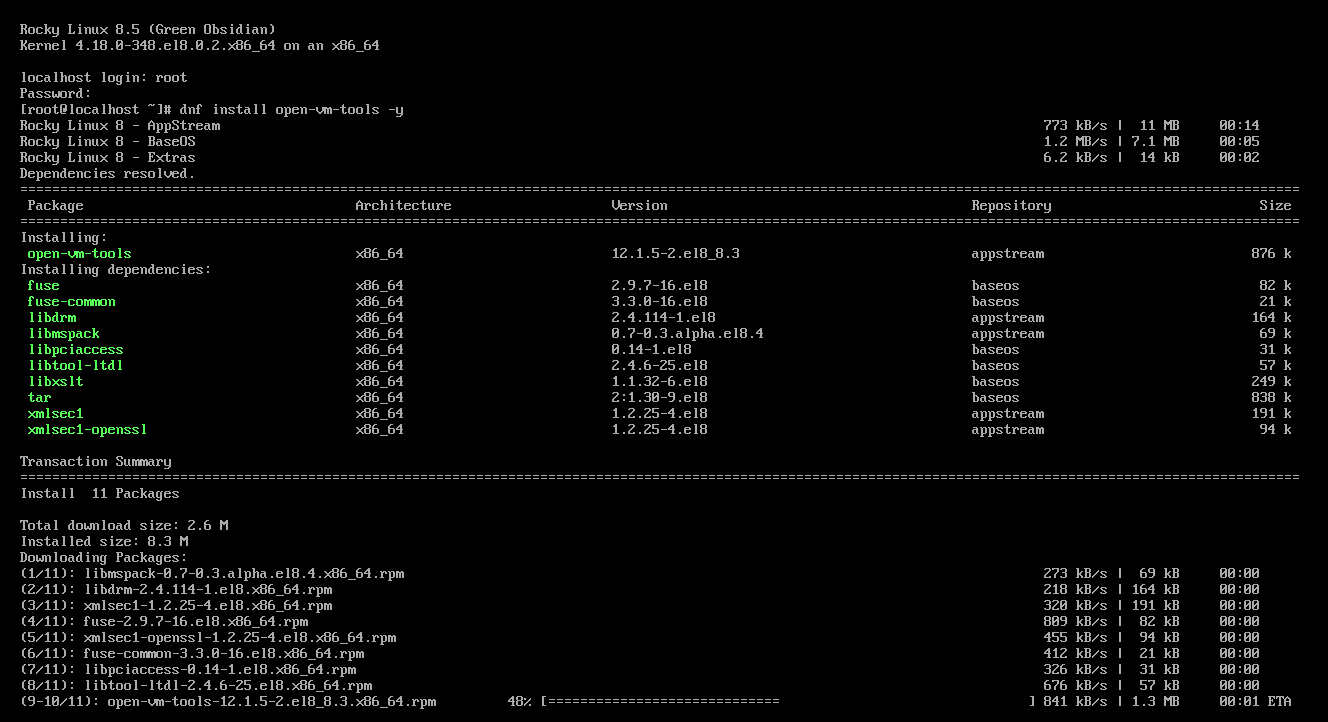 Rocky Linux 8.5 (Green Obsidian)
Kernel 4.18.0-348.el8.0.2.x86_64 on an x86_64
localhost login: root
Password:
[root@localhost ~]# dnf install open-vm-tools -y
Rocky Linux 8 - AppStream 773 kB/s | 11 MB 00:14
Rocky Linux 8 - BaseOS 1.2 MB/s | 7.1 MB 00:05
Rocky Linux 8 - Extras 6.2 kB/s | 14 kB 00:02
Dependencies resolved.
Package Architecture Version Repository Size
Installing:
open-vm-tools x86_64 12.1.5-2.el8_8.3 appstream 876 k
Installing dependencies:
fuse x86_64 2.9.7-16.el8 baseos 82 k
fuse-common x86_64 3.3.0-16.el8 baseos 21 k
libdrm x86_64 2.4.114-1.el8 appstream 164 k
libmspack x86_64 0.7-0.3.alpha.el8.4 appstream 69 k
libpciaccess x86_64 0.14-1.el8 baseos 31 k
libtool-ltdl x86_64 2.4.6-25.el8 baseos 57 k
libxslt x86_64 1.1.32-6.el8 baseos 249 k
tar x86_64 2:1.30-9.el8 baseos 838 k
xmlsec1 x86_64 1.2.25-4.el8 appstream 191 k
xmlsec1-openssl x86_64 1.2.25-4.el8 appstream 94 k
Transaction Summary
Install 11 Packages
Total download size: 2.6 M
Installed size: 8.3 M
Downloading Packages:
(1/11): libmspack-0.7-0.3.alpha.el8.4.x86_64.rpm 273 kB/s | 69 kB 00:00
(2/11): libdrm-2.4.114-1.el8.x86_64.rpm 218 kB/s | 164 kB 00:00
(3/11): xmlsec1-1.2.25-4.el8.x86_64.rpm 320 kB/s | 191 kB 00:00
(4/11): fuse-2.9.7-16.el8.x86_64.rpm 809 kB/s | 82 kB 00:00
(5/11): xmlsec1-openssl-1.2.25-4.el8.x86_64.rpm 455 kB/s | 94 kB 00:00
(6/11): fuse-common-3.3.0-16.el8.x86_64.rpm 412 kB/s | 21 kB 00:00
(7/11): libpciaccess-0.14-1.el8.x86_64.rpm 326 kB/s | 31 kB 00:00
(8/11): libtool-ltdl-2.4.6-25.el8.x86_64.rpm 676 kB/s | 57 kB 00:00
(9-10/11): open-vm-tools-12.1.5-2.el8_8.3.x86_64.rpm 48% [============================= ] 841 kB/s | 1.3 MB 00:01 ETA